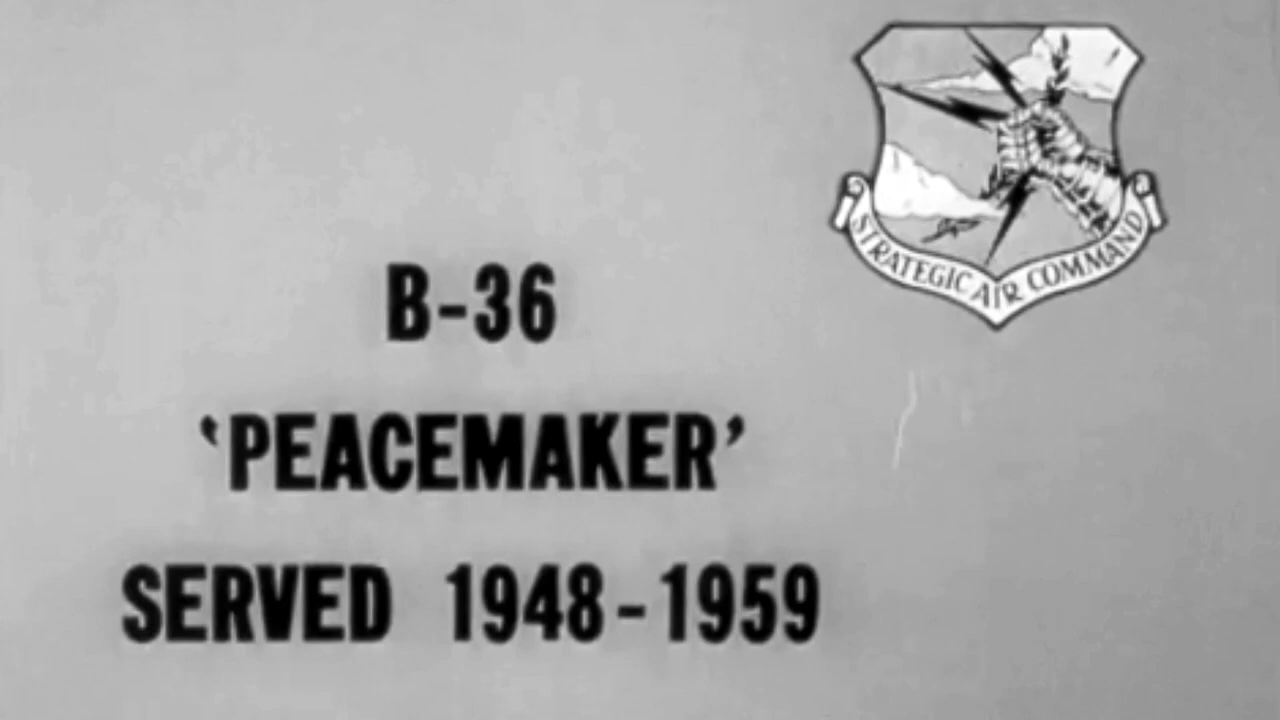 STRATEGIC AIR COMMAND
B-36
‘PEACEMAKER’
SERVED 1948-1959